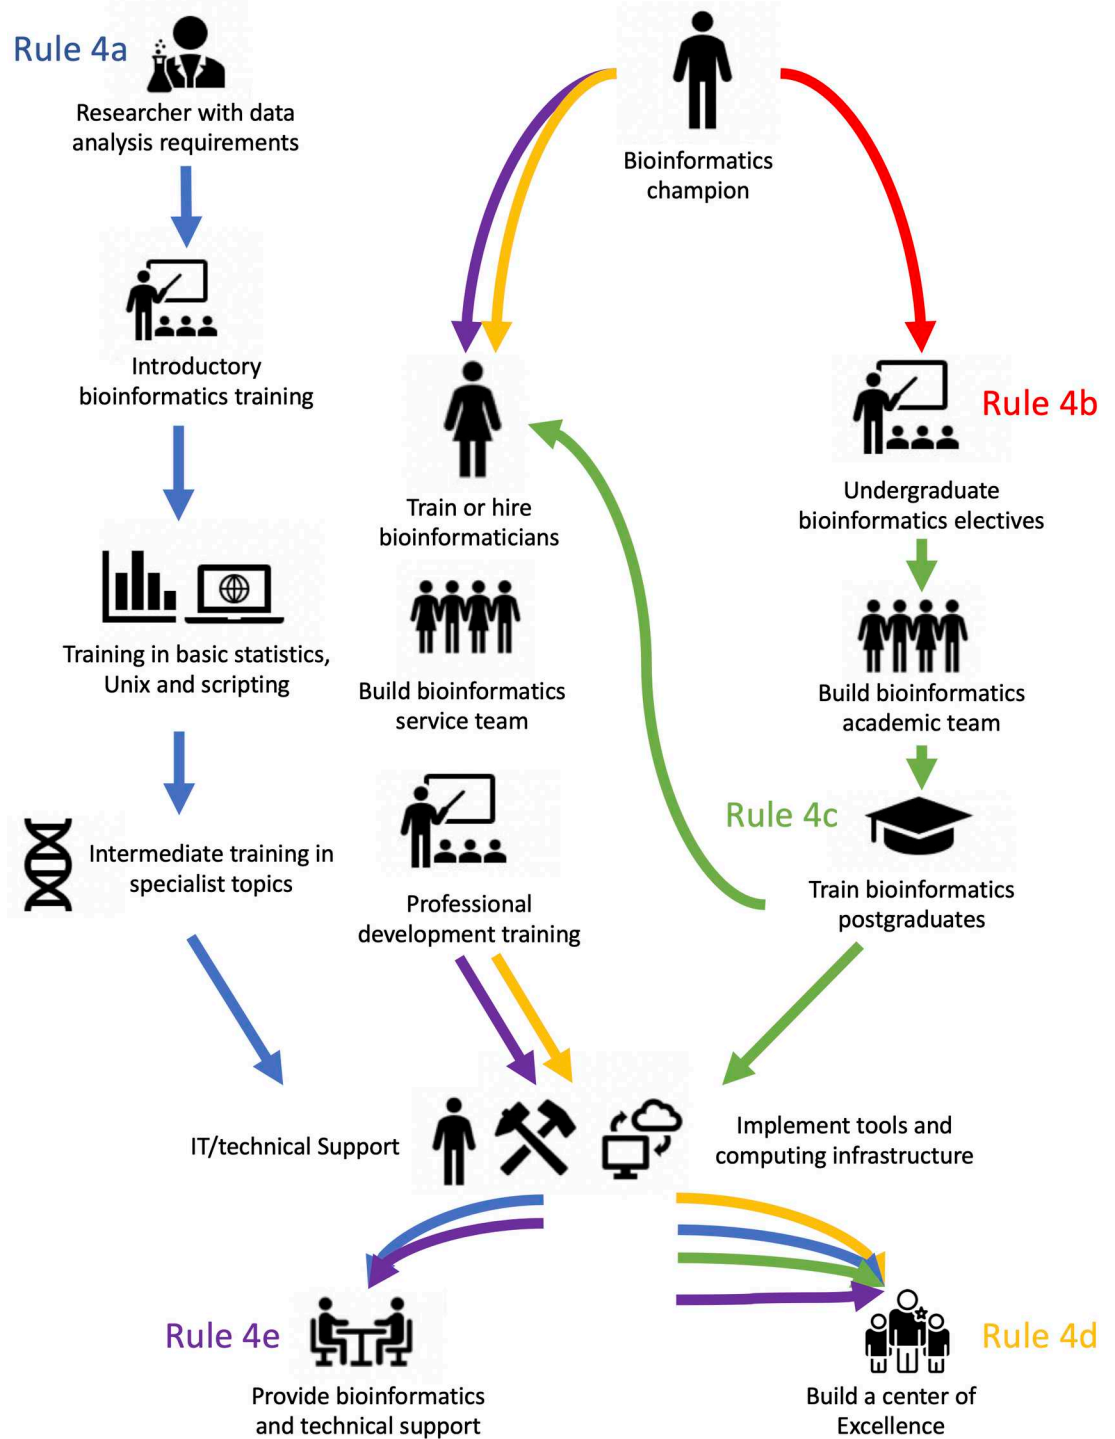 Rule 4a
Researcher with data
analysis requirements
Bioinformatics
champion
Introductory
bioinformatics training
Rule 4b
Train or hire
bioinformaticians
Undergraduate
bioinformatics electives
Training in basic statistics,
Unix and scripting
Build bioinformatics
service team
Build bioinformatics
academic team
Rule 4c
Intermediate training in
specialist topics
Professional
development training
Train bioinformatics
postgraduates
IT/technical Support
Implement tools and
computing infrastructure
Rule 4e
Provide bioinformatics
and technical support
Rule 4d
Build a center of
Excellence